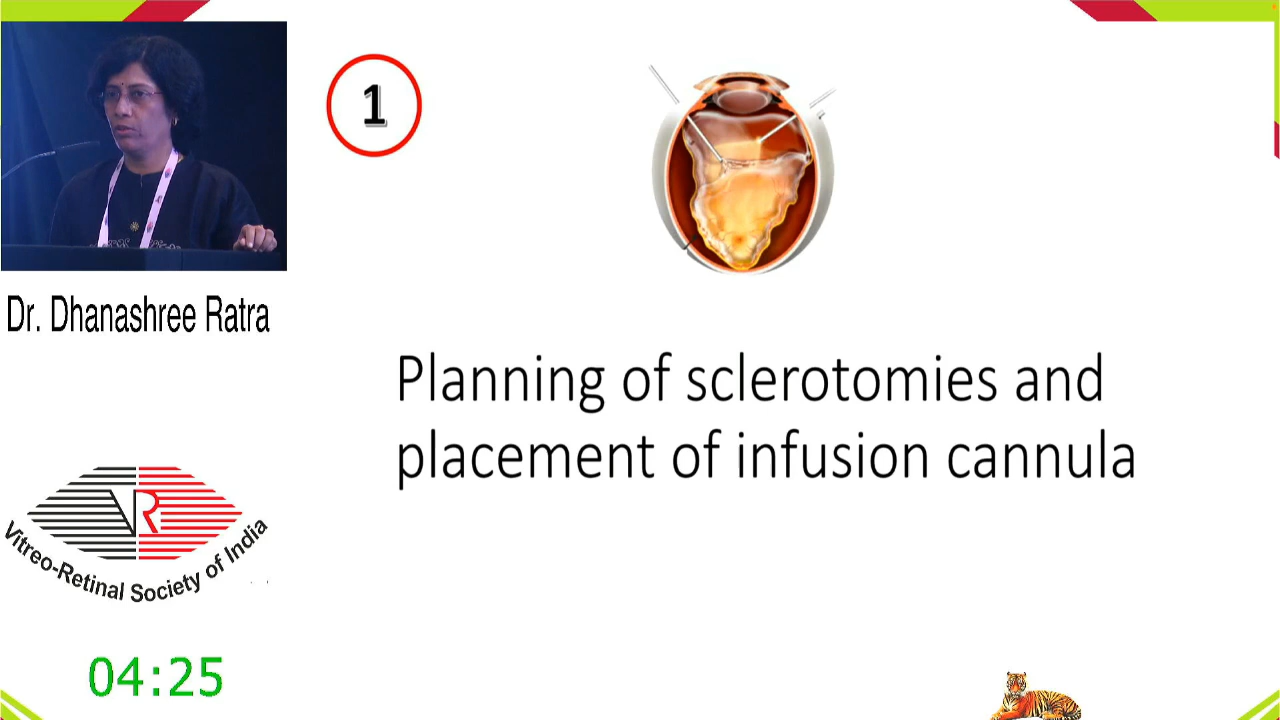 1
Planning of sclerotomies and
placement of infusion cannula
Dr. Dhanashree Ratra
VR
Vitreo-Retinal Society of India
04:25